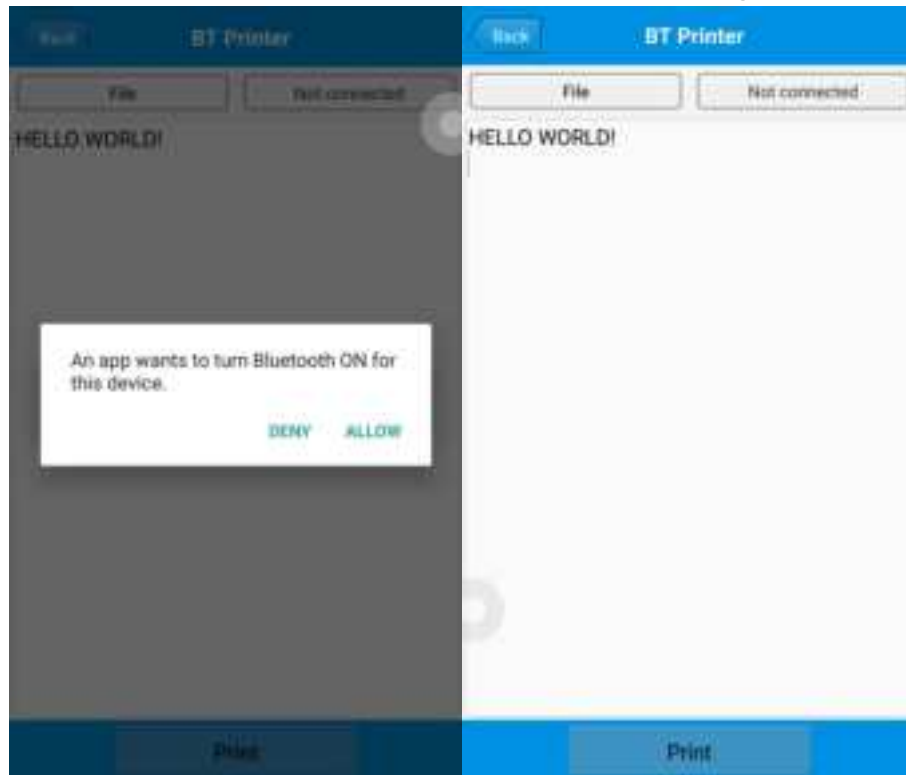 Back BT Printer
File Not connected
HELLO WORLD!
An app wants to turn Bluetooth ON for
this device.
DENY ALLOW
Print
Back BT Printer
File Not connected
HELLO WORLD!
Print